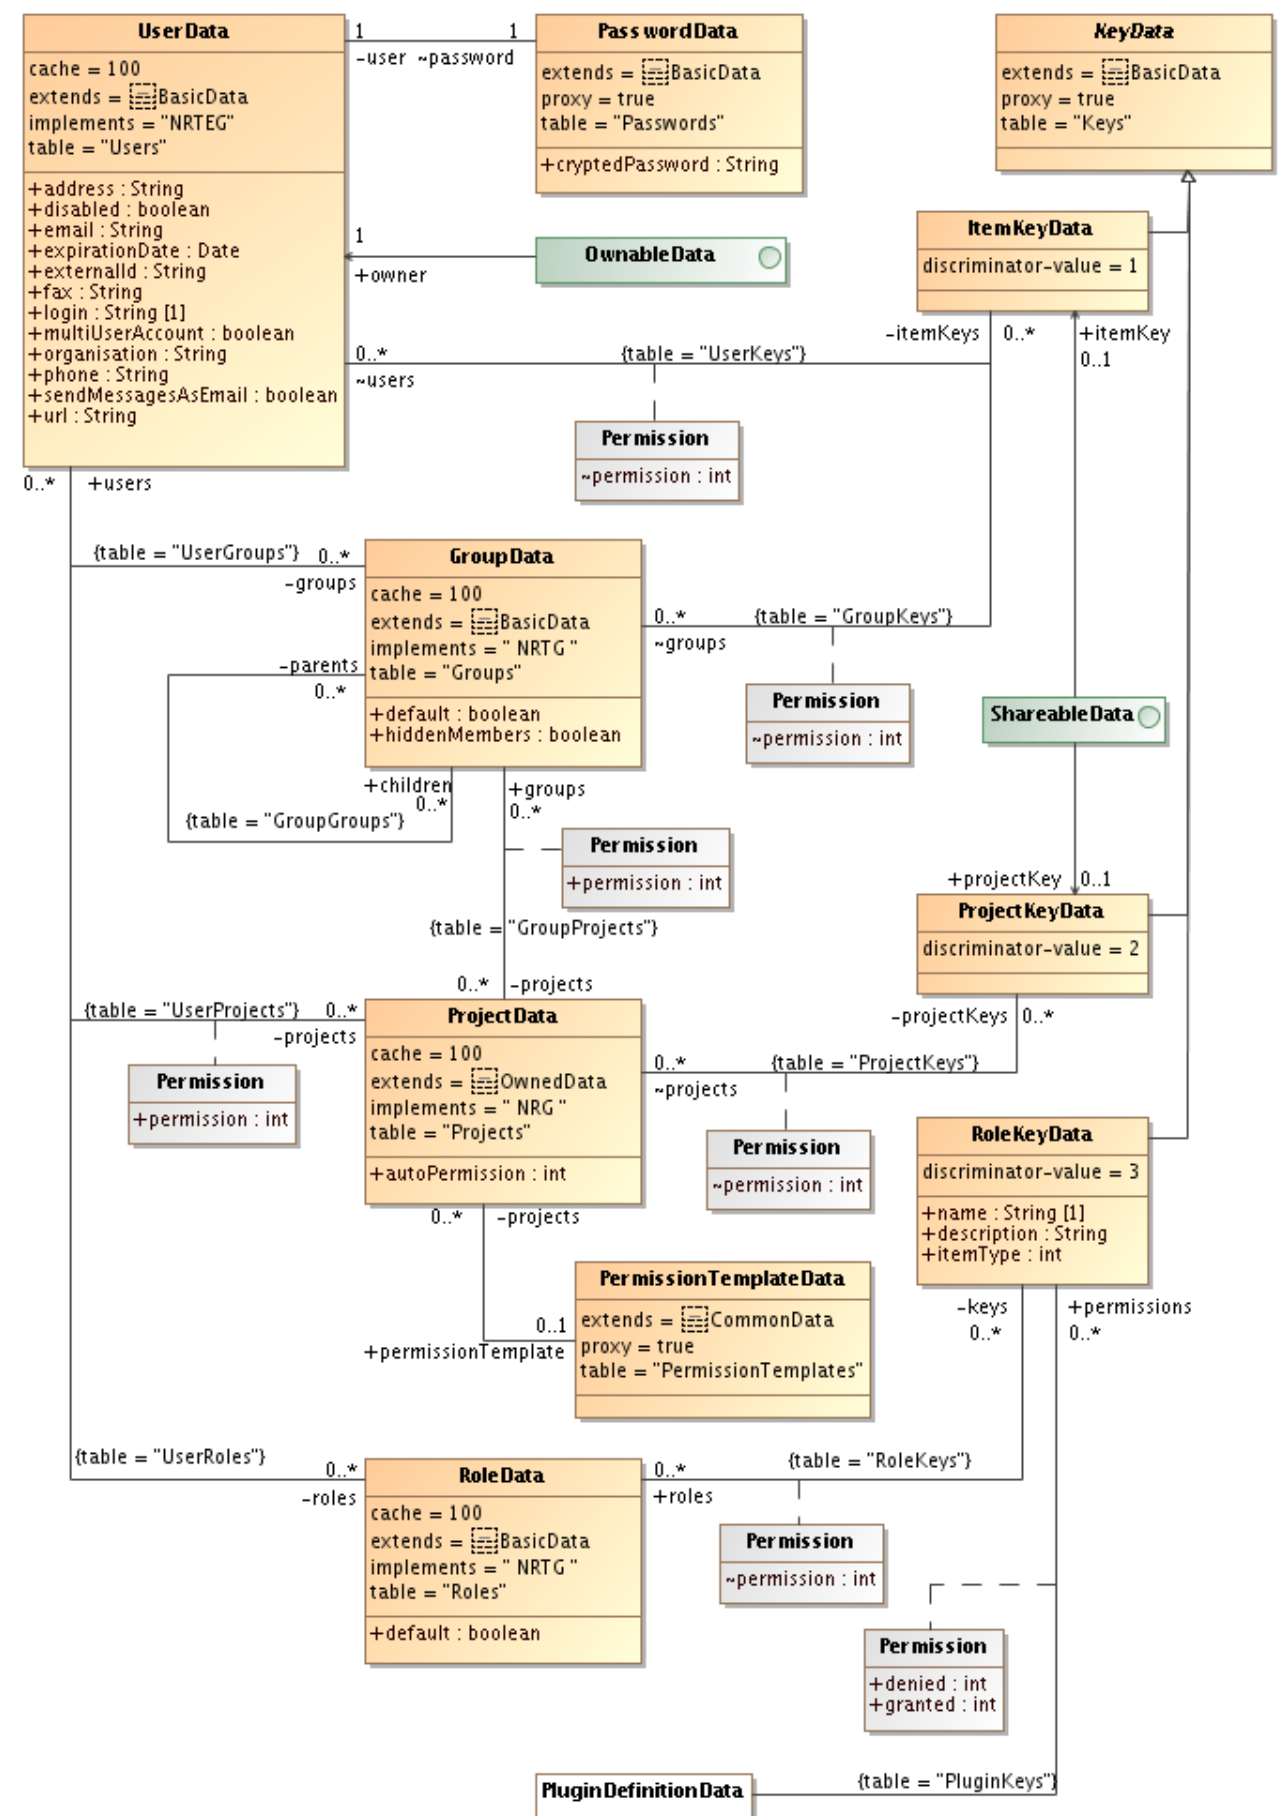 UserData
cache = 100
extends = BasicData
implements = "NRTEG"
table = "Users"
+address : String
+disabled : boolean
+email : String
+expirationDate : Date
+externalId : String
+fax : String
+login : String [1]
+multiUserAccount : boolean
+organisation : String
+phone : String
+sendMessagesAsEmail : boolean
+url : String
1
1
-user ~password
PasswordData
extends = BasicData
proxy = true
table = "Passwords"
+cryptedPassword : String
KeyData
extends = BasicData
proxy = true
table = "Keys"
1
+owner
OwnableData
ItemKeyData
discriminator-value = 1
-itemKeys
0..*
+itemKey
0..1
0..*
~users
{table = "UserKeys"}
Permission
~permission : int
0..*
+users
{table = "UserGroups"}
0..*
-groups
GroupData
cache = 100
extends = BasicData
implements = " NRTG "
table = "Groups"
+default : boolean
+hiddenMembers : boolean
-parents
0..*
+children
0..*
{table = "GroupGroups"}
0..*
~groups
{table = "GroupKeys"}
Permission
~permission : int
ShareableData
+groups
0..*
Permission
+permission : int
{table = "GroupProjects"}
0..*
-projects
+projectKey
0..1
ProjectKeyData
discriminator-value = 2
-projectKeys
0..*
{table = "UserProjects"}
0..*
-projects
Permission
+permission : int
ProjectData
cache = 100
extends = OwnedData
implements = " NRG "
table = "Projects"
+autoPermission : int
0..*
~projects
{table = "ProjectKeys"}
Permission
~permission : int
RoleKeyData
discriminator-value = 3
+name : String [1]
+description : String
+itemType : int
0..*
-projects
0..1
+permissionTemplate
PermissionTemplateData
extends = CommonData
proxy = true
table = "PermissionTemplates"
-keys
0..*
+permissions
0..*
{table = "UserRoles"}
0..*
-roles
RoleData
cache = 100
extends = BasicData
implements = " NRTG "
table = "Roles"
+default : boolean
0..*
+roles
{table = "RoleKeys"}
Permission
~permission : int
Permission
+denied : int
+granted : int
PluginDefinitionData
{table = "PluginKeys"}